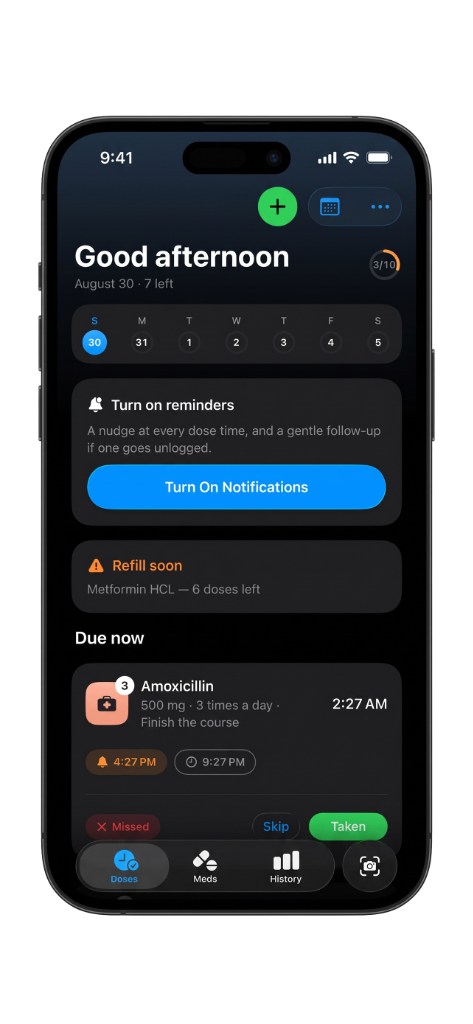 9:41
Good afternoon
3/10
August 30 · 7 left
S M T W T F S
30 31 1 2 3 4 5
Turn on reminders
A nudge at every dose time, and a gentle follow-up
if one goes unlogged.
Turn On Notifications
Refill soon
Metformin HCL — 6 doses left
Due now
3
Amoxicillin
500 mg · 3 times a day ·
Finish the course
2:27 AM
4:27 PM
9:27 PM
Missed
Skip
Taken
Doses
Meds
History